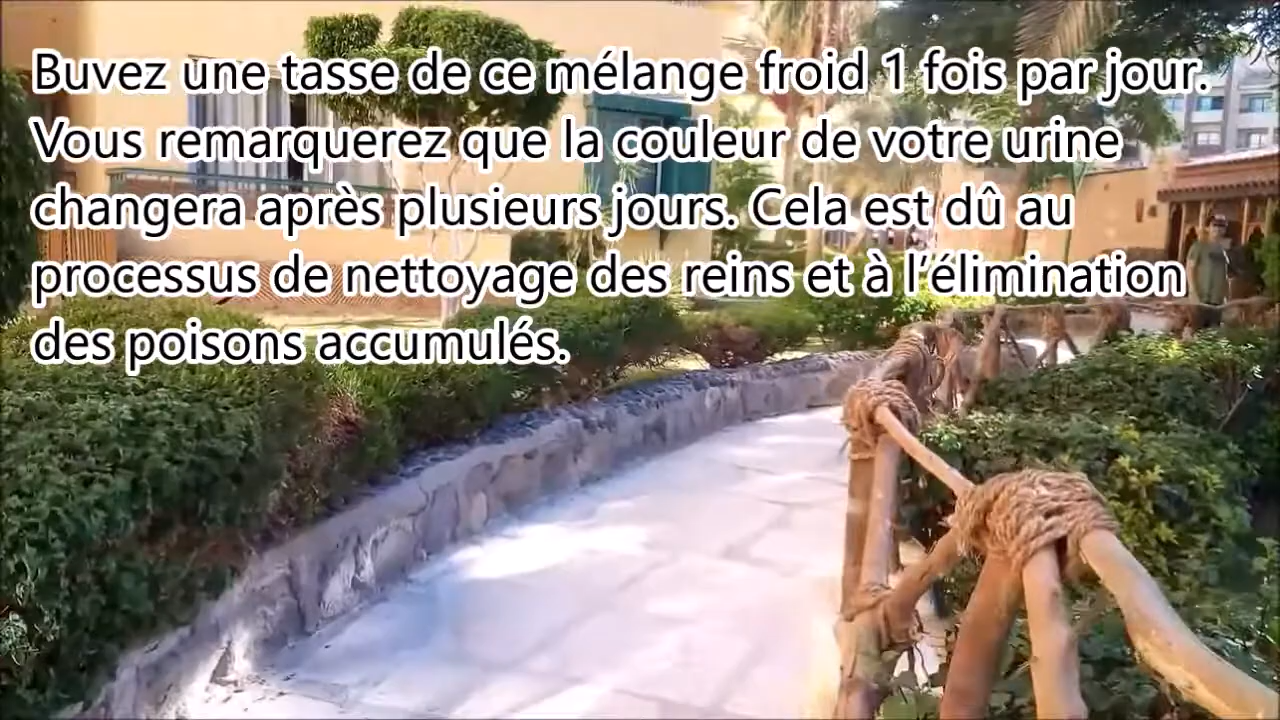 Buvez une tasse de ce mélange froid 1 fois par jour.
Vous remarquerez que la couleur de votre urine
changera après plusieurs jours. Cela est dû au
processus de nettoyage des reins et à l’élimination
des poisons accumulés.